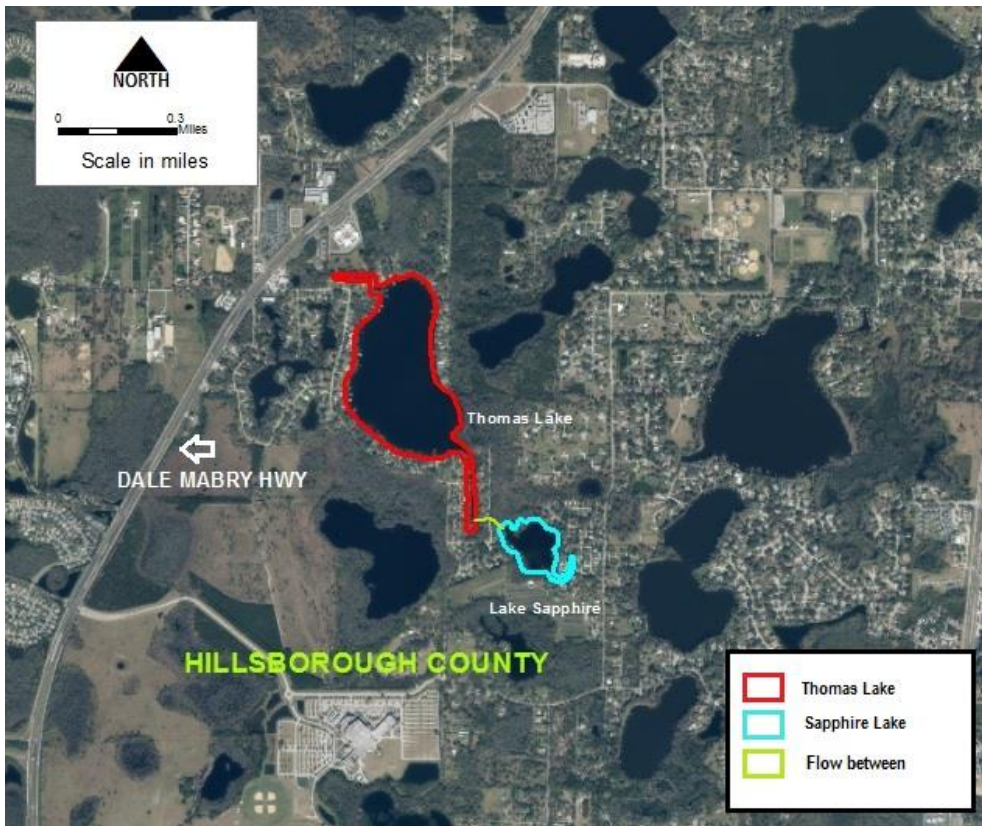 NORTH
0 0.3
Miles
Scale in miles
Thomas Lake
DALE MABRY HWY
Lake Sapphire
HILLSBOROUGH COUNTY
Thomas Lake
Sapphire Lake
Flow between